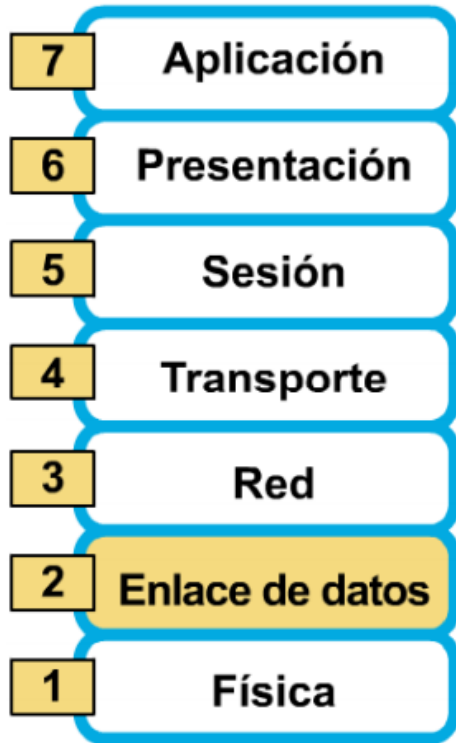 7 Aplicación
6 Presentación
5 Sesión
4 Transporte
3 Red
2 Enlace de datos
1 Física